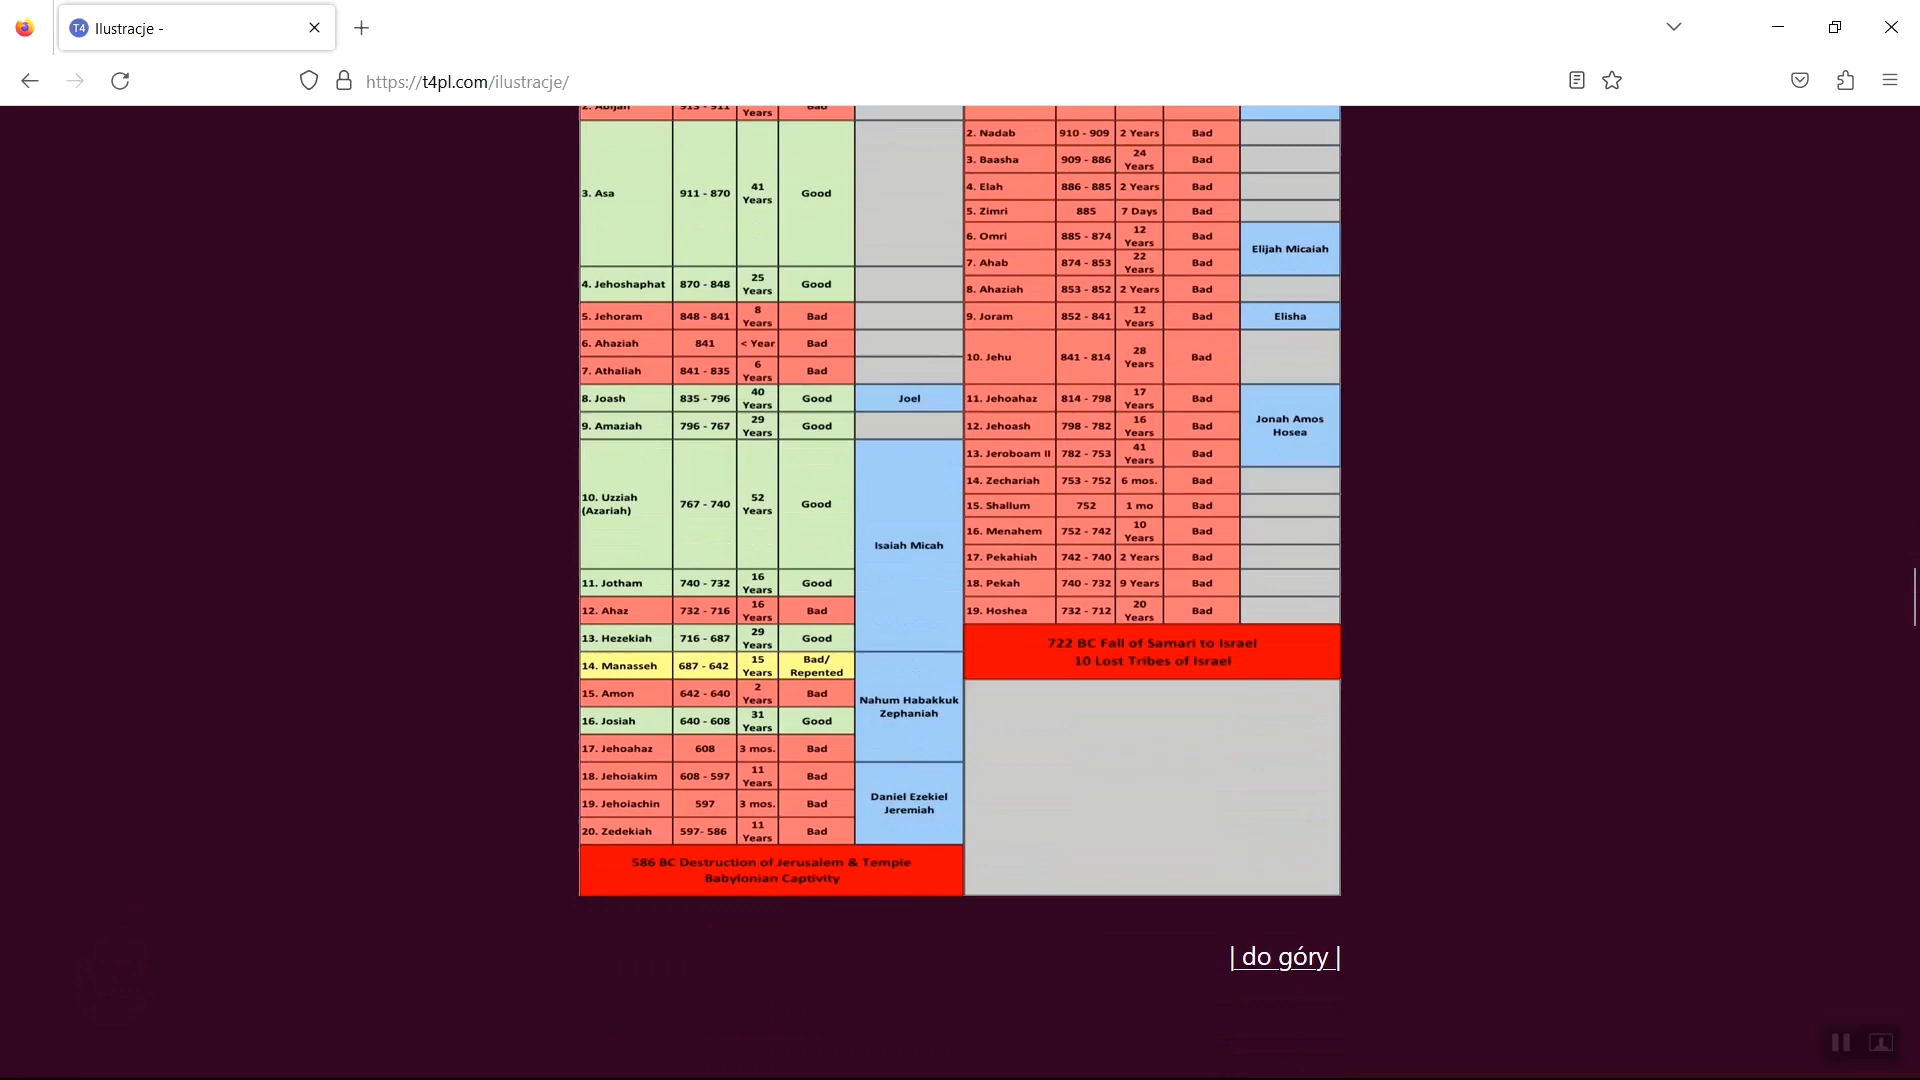 Ilustracje -
https://t4pl.com/ilustracje/
2. Abijah 913 - 911 Years Bad
3. Asa 911 - 870 41 Years Good
4. Jehoshaphat 870 - 848 25 Years Good
5. Jehoram 848 - 841 8 Years Bad
6. Ahaziah 841 < Year Bad
7. Athaliah 841 - 835 6 Years Bad
8. Joash 835 - 796 40 Years Good Joel
9. Amaziah 796 - 767 29 Years Good
10. Uzziah (Azariah) 767 - 740 52 Years Good
Isaiah Micah
11. Jotham 740 - 732 16 Years Good
12. Ahaz 732 - 716 16 Years Bad
13. Hezekiah 716 - 687 29 Years Good
14. Manasseh 687 - 642 15 Years Bad/ Repented
15. Amon 642 - 640 2 Years Bad
Nahum Habakkuk
Zephaniah
16. Josiah 640 - 608 31 Years Good
17. Jehoahaz 608 3 mos. Bad
18. Jehoiakim 608 - 597 11 Years Bad
Daniel Ezekiel
Jeremiah
19. Jehoiachin 597 3 mos. Bad
20. Zedekiah 597- 586 11 Years Bad
586 BC Destruction of Jerusalem & Temple
Babylonian Captivity
2. Nadab 910 - 909 2 Years Bad
3. Baasha 909 - 886 24 Years Bad
4. Elah 886 - 885 2 Years Bad
5. Zimri 885 7 Days Bad
6. Omri 885 - 874 12 Years Bad
Elijah Micaiah
7. Ahab 874 - 853 22 Years Bad
8. Ahaziah 853 - 852 2 Years Bad
9. Joram 852 - 841 12 Years Bad Elisha
10. Jehu 841 - 814 28 Years Bad
11. Jehoahaz 814 - 798 17 Years Bad
Jonah Amos
Hosea
12. Jehoash 798 - 782 16 Years Bad
13. Jeroboam II 782 - 753 41 Years Bad
14. Zechariah 753 - 752 6 mos. Bad
15. Shallum 752 1 mo Bad
16. Menahem 752 - 742 10 Years Bad
17. Pekahiah 742 - 740 2 Years Bad
18. Pekah 740 - 732 9 Years Bad
19. Hoshea 732 - 712 20 Years Bad
722 BC Fall of Samari to Israel
10 Lost Tribes of Israel
| do góry |